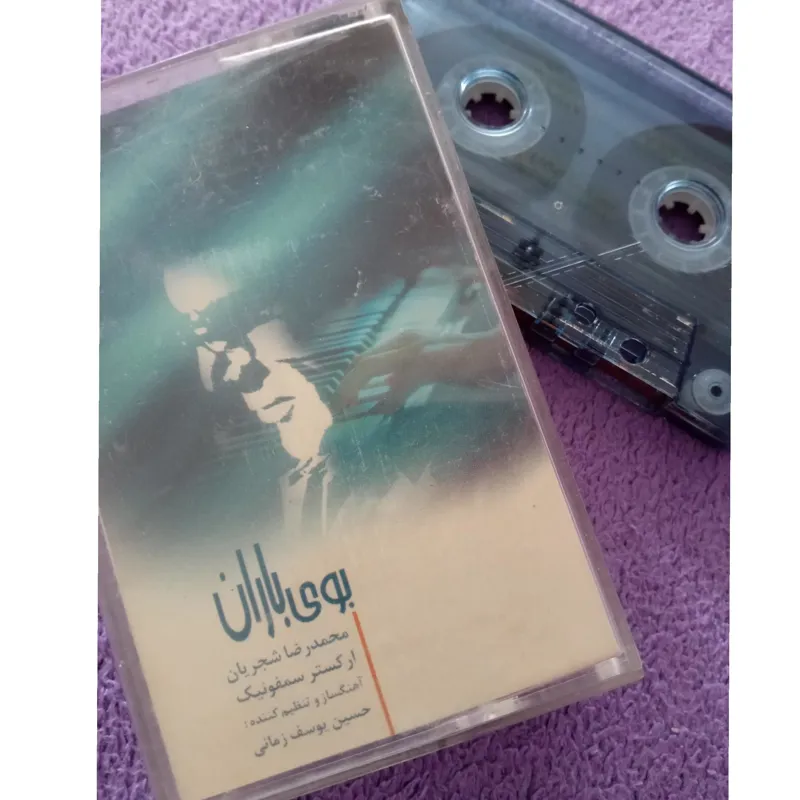 بوی باران
محمدرضا شجریان
ارکستر سمفونیک
آهنگساز و تنظیم کننده :
حسین یوسف زمانی